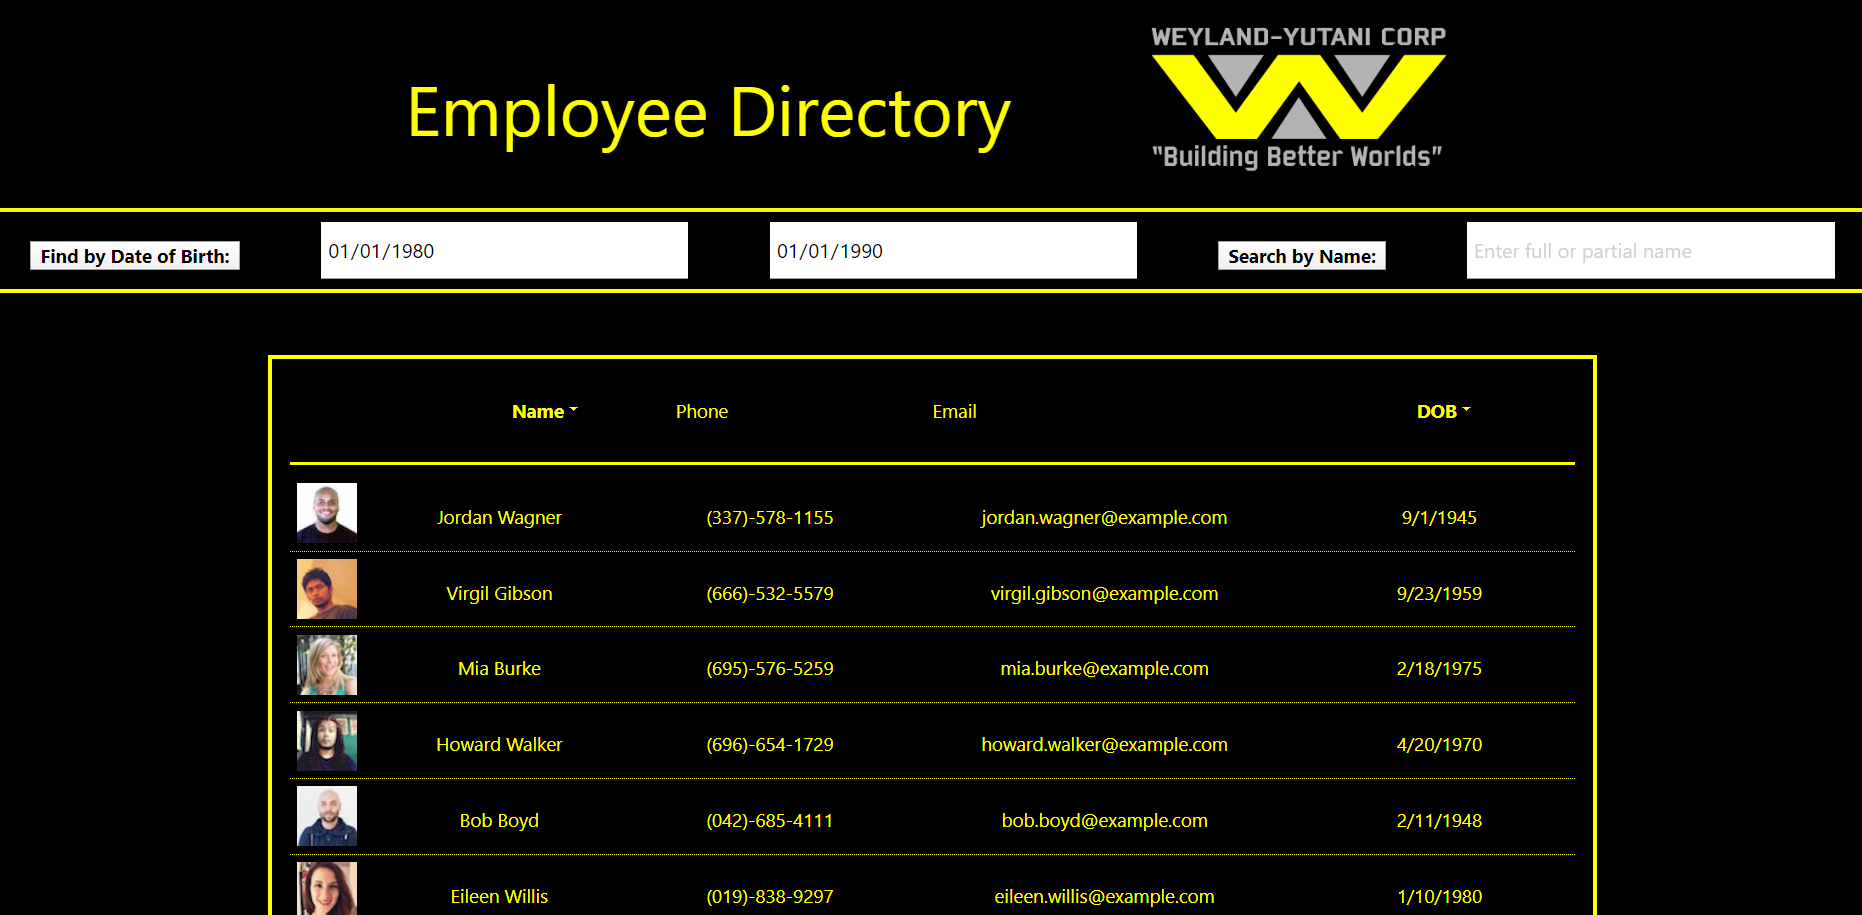 WEYLAND-YUTANI CORP
Employee Directory
"Building Better Worlds"
Find by Date of Birth: 01/01/1980 01/01/1990 Search by Name: Enter full or partial name
Name Phone Email DOB
Jordan Wagner (337)-578-1155 jordan.wagner@example.com 9/1/1945
Virgil Gibson (666)-532-5579 virgil.gibson@example.com 9/23/1959
Mia Burke (695)-576-5259 mia.burke@example.com 2/18/1975
Howard Walker (696)-654-1729 howard.walker@example.com 4/20/1970
Bob Boyd (042)-685-4111 bob.boyd@example.com 2/11/1948
Eileen Willis (019)-838-9297 eileen.willis@example.com 1/10/1980